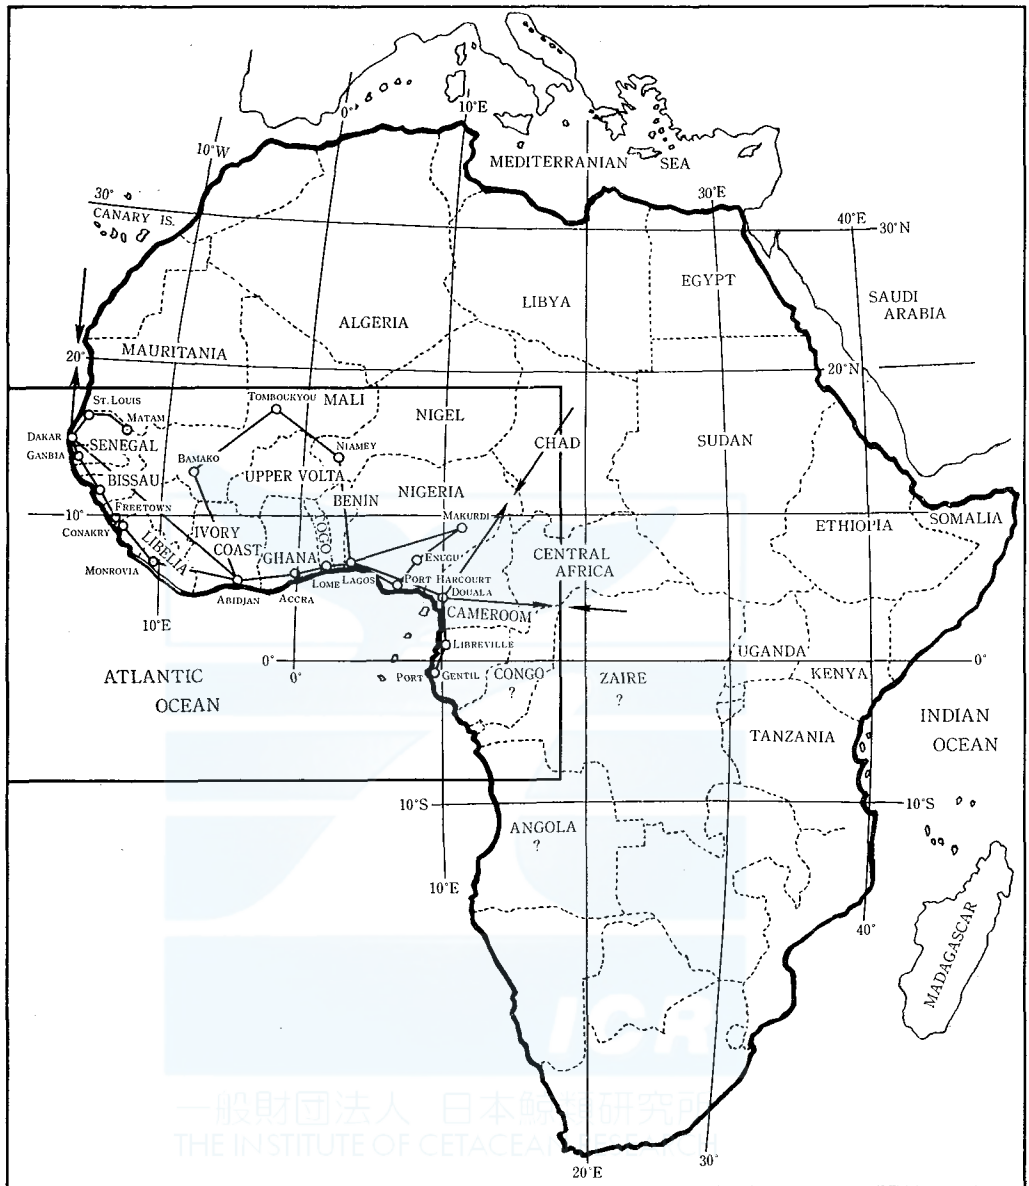 0°
10°E
10°W
MEDITERRANIAN SEA
30°
30°E
CANARY IS.
40°E
30°N
EGYPT
LIBYA
SAUDI
ARABIA
ALGERIA
MAURITANIA
20°
20°N
ST. LOUIS
TOMBOUKYOU
MALI
MATAM
NIGEL
DAKAR
SENEGAL
NIAMEY
CHAD
SUDAN
GANBIA
BAMAKO
BISSAU
UPPER VOLTA
BENIN
NIGERIA
FREETOWN
MAKURDI
10°
ETHIOPIA
SOMALIA
CONAKRY
IVORY
COAST
TOGO
LIBELIA
GHANA
ENUGU
CENTRAL
AFRICA
MONROVIA
LOME
LAGOS
PORT HARCOURT
DOUALA
ABIDJAN
ACCRA
CAMEROOM
10°E
LIBREVILLE
UGANDA
0°
0°
ATLANTIC
OCEAN
0°
PORT GENTIL
CONGO
?
ZAIRE
?
KENYA
INDIAN
OCEAN
TANZANIA
10°S
10°S
ANGOLA
?
10°E
40°
MADAGASCAR
ICR
一般財団法人 日本鯨類研究所
THE INSTITUTE OF CETACEAN RESEARCH
20°E
30°